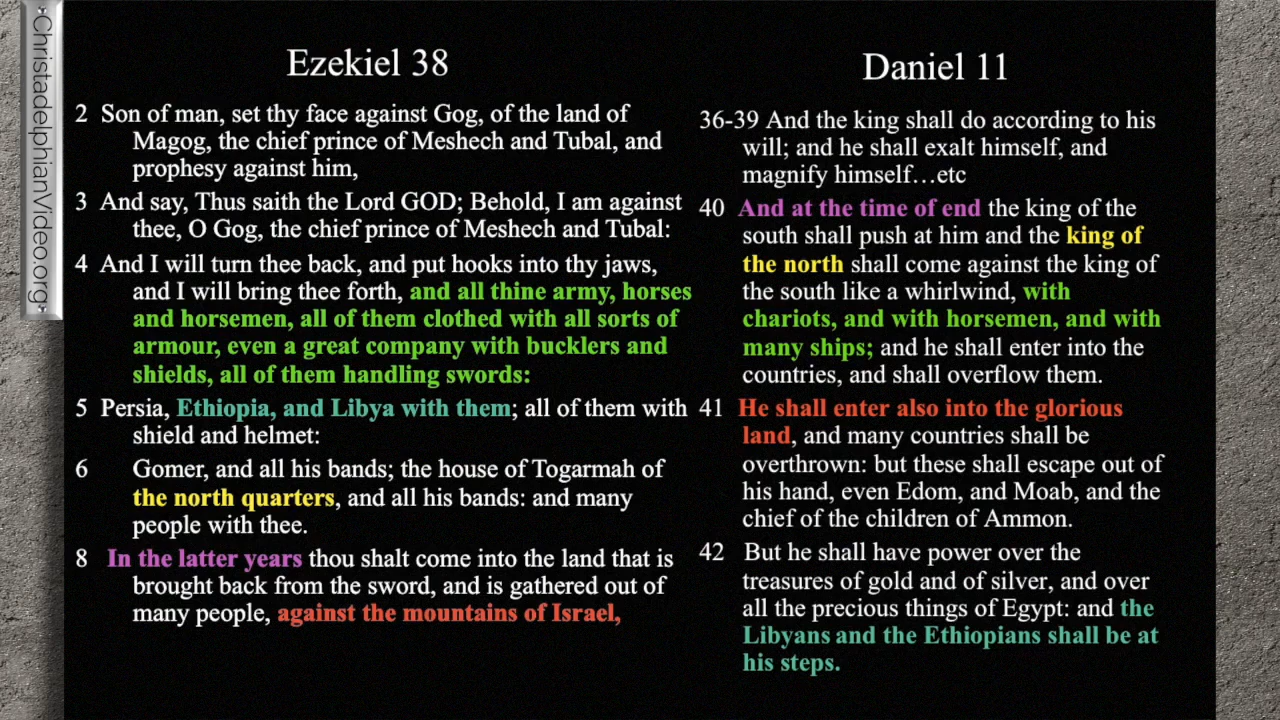 •ChristadelphianVideo.org•
Ezekiel 38
2 Son of man, set thy face against Gog, of the land of
Magog, the chief prince of Meshech and Tubal, and
prophesy against him,
3 And say, Thus saith the Lord GOD; Behold, I am against
thee, O Gog, the chief prince of Meshech and Tubal:
4 And I will turn thee back, and put hooks into thy jaws,
and I will bring thee forth, and all thine army, horses
and horsemen, all of them clothed with all sorts of
armour, even a great company with bucklers and
shields, all of them handling swords:
5 Persia, Ethiopia, and Libya with them; all of them with
shield and helmet:
6 Gomer, and all his bands; the house of Togarmah of
the north quarters, and all his bands: and many
people with thee.
8 In the latter years thou shalt come into the land that is
brought back from the sword, and is gathered out of
many people, against the mountains of Israel,
Daniel 11
36-39 And the king shall do according to his
will; and he shall exalt himself, and
magnify himself…etc
40 And at the time of end the king of the
south shall push at him and the king of
the north shall come against the king of
the south like a whirlwind, with
chariots, and with horsemen, and with
many ships; and he shall enter into the
countries, and shall overflow them.
41 He shall enter also into the glorious
land, and many countries shall be
overthrown: but these shall escape out of
his hand, even Edom, and Moab, and the
chief of the children of Ammon.
42 But he shall have power over the
treasures of gold and of silver, and over
all the precious things of Egypt: and the
Libyans and the Ethiopians shall be at
his steps.